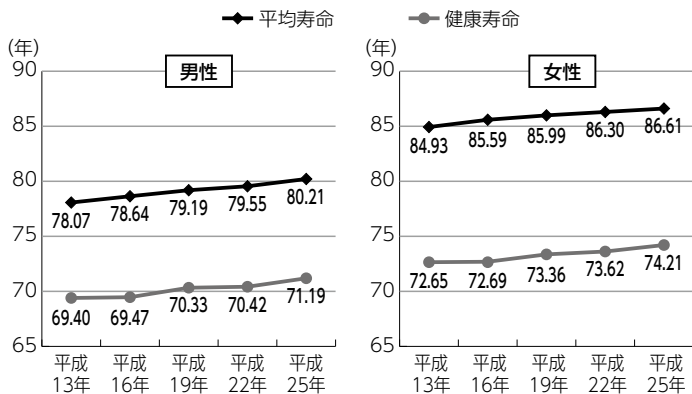 平均寿命 健康寿命
(年) 男性
90
85
80
75
70
65
78.07 78.64 79.19 79.55 80.21
69.40 69.47 70.33 70.42 71.19
平成 平成 平成 平成 平成
13年 16年 19年 22年 25年
(年) 女性
90
85
80
75
70
65
84.93 85.59 85.99 86.30 86.61
72.65 72.69 73.36 73.62 74.21
平成 平成 平成 平成 平成
13年 16年 19年 22年 25年